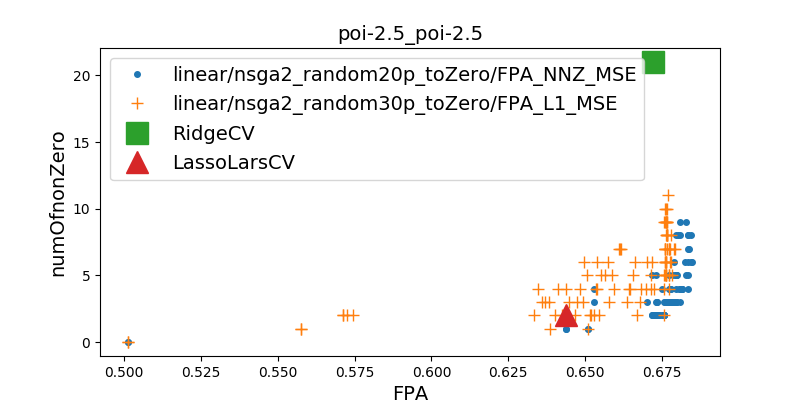 poi-2.5_poi-2.5
linear/nsga2_random20p_toZero/FPA_NNZ_MSE
linear/nsga2_random30p_toZero/FPA_L1_MSE
RidgeCV
LassoLarsCV
numOfnonZero
20
15
10
5
0
0.500 0.525 0.550 0.575 0.600 0.625 0.650 0.675
FPA